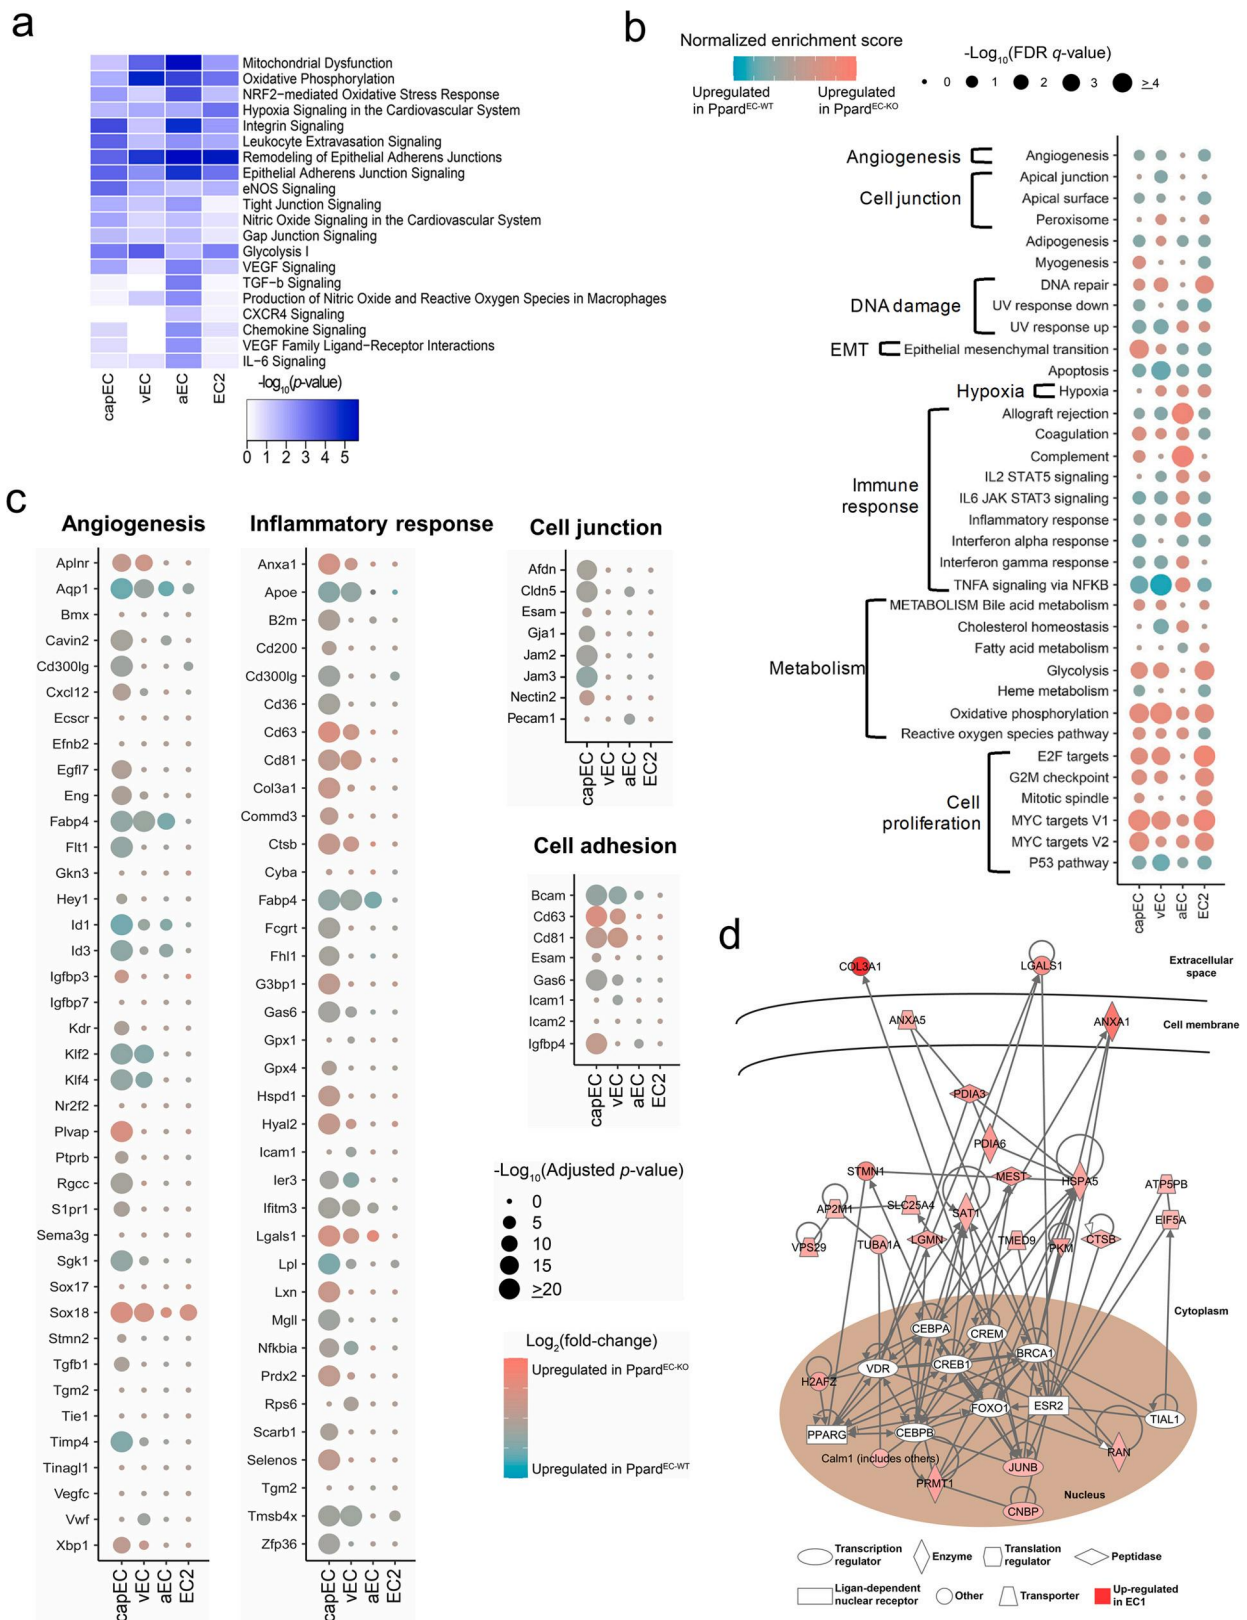 a
Mitochondrial Dysfunction
Oxidative Phosphorylation
NRF2−mediated Oxidative Stress Response
Hypoxia Signaling in the Cardiovascular System
Integrin Signaling
Leukocyte Extravasation Signaling
Remodeling of Epithelial Adherens Junctions
Epithelial Adherens Junction Signaling
eNOS Signaling
Tight Junction Signaling
Nitric Oxide Signaling in the Cardiovascular System
Gap Junction Signaling
Glycolysis I
VEGF Signaling
TGF−b Signaling
Production of Nitric Oxide and Reactive Oxygen Species in Macrophages
CXCR4 Signaling
Chemokine Signaling
VEGF Family Ligand−Receptor Interactions
IL−6 Signaling
capEC
vEC
aEC
EC2
-log10(p-value)
0 1 2 3 4 5
b
Normalized enrichment score
Upregulated in PpardEC-WT
Upregulated in PpardEC-KO
-Log10(FDR q-value)
0 1 2 3 ≥4
Angiogenesis
Cell junction
DNA damage
EMT
Hypoxia
Immune response
Metabolism
Cell proliferation
Angiogenesis
Apical junction
Apical surface
Peroxisome
Adipogenesis
Myogenesis
DNA repair
UV response down
UV response up
Epithelial mesenchymal transition
Apoptosis
Hypoxia
Allograft rejection
Coagulation
Complement
IL2 STAT5 signaling
IL6 JAK STAT3 signaling
Inflammatory response
Interferon alpha response
Interferon gamma response
TNFA signaling via NFKB
METABOLISM Bile acid metabolism
Cholesterol homeostasis
Fatty acid metabolism
Glycolysis
Heme metabolism
Oxidative phosphorylation
Reactive oxygen species pathway
E2F targets
G2M checkpoint
Mitotic spindle
MYC targets V1
MYC targets V2
P53 pathway
capEC
vEC
aEC
EC2
c
Angiogenesis
Aplnr
Aqp1
Bmx
Cavin2
Cd300lg
Cxcl12
Ecscr
Efnb2
Egfl7
Eng
Fabp4
Flt1
Gkn3
Hey1
Id1
Id3
Igfbp3
Igfbp7
Kdr
Klf2
Klf4
Nr2f2
Plvap
Ptprb
Rgcc
S1pr1
Sema3g
Sgk1
Sox17
Sox18
Stmn2
Tgfb1
Tgm2
Tie1
Timp4
Tinagl1
Vegfc
Vwf
Xbp1
capEC
vEC
aEC
EC2
Inflammatory response
Anxa1
Apoe
B2m
Cd200
Cd300lg
Cd36
Cd63
Cd81
Col3a1
Commd3
Ctsb
Cyba
Fabp4
Fcgrt
Fhl1
G3bp1
Gas6
Gpx1
Gpx4
Hspd1
Hyal2
Icam1
Ier3
Ifitm3
Lgals1
Lpl
Lxn
Mgll
Nfkbia
Prdx2
Rps6
Scarb1
Selenos
Tgm2
Tmsb4x
Zfp36
capEC
vEC
aEC
EC2
Cell junction
Afdn
Cldn5
Esam
Gja1
Jam2
Jam3
Nectin2
Pecam1
capEC
vEC
aEC
EC2
Cell adhesion
Bcam
Cd63
Cd81
Esam
Gas6
Icam1
Icam2
Igfbp4
capEC
vEC
aEC
EC2
-Log10(Adjusted p-value)
0
5
10
15
≥20
Log2(fold-change)
Upregulated in PpardEC-KO
Upregulated in PpardEC-WT
d
COL3A1
LGALS1
Extracellular
space
ANXA5
ANXA1
Cell membrane
PDIA3
PDIA6
STMN1
MEST
HSPA5
ATP5PB
AP2M1
SLC25A4
SAT1
EIF5A
VPS29
TUBA1A
LGMN
TMED9
PKM
CTSB
Cytoplasm
CEBPA
CREM
BRCA1
VDR
CREB1
H2AFZ
FOXO1
ESR2
TIAL1
PPARG
CEBPB
RAN
Calm1 (includes others)
JUNB
PRMT1
Nucleus
CNBP
Transcription
regulator
Enzyme
Translation
regulator
Peptidase
Ligan-dependent
nuclear receptor
Other
Transporter
Up-regulated
in EC1